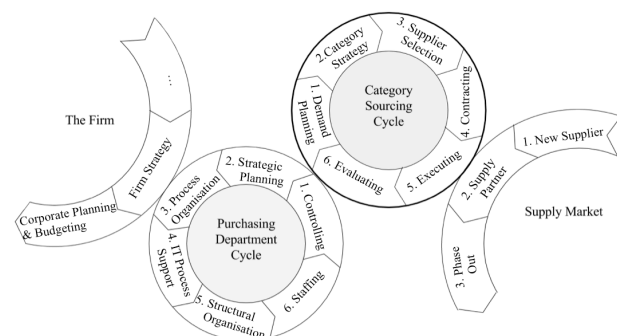 The Firm
…
Firm Strategy
Corporate Planning
& Budgeting
Purchasing
Department
Cycle
1. Controlling
2. Strategic
Planning
3. Process
Organisation
4. IT Process
Support
5. Structural
Organisation
6. Staffing
Category
Sourcing
Cycle
1. Demand
Planning
2.Category
Strategy
3. Supplier
Selection
4. Contracting
5. Executing
6. Evaluating
Supply Market
1. New Supplier
2. Supply
Partner
3. Phase
Out